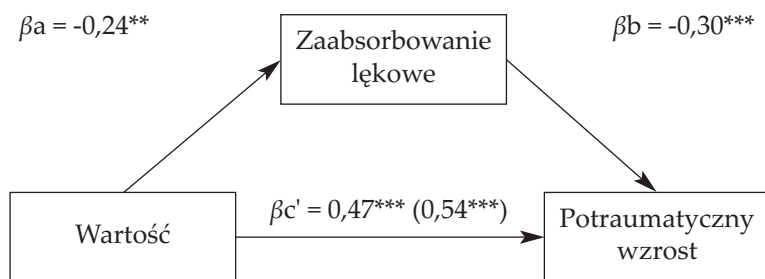 βa = -0,24**
βb = -0,30***
Zaabsorbowanie
lękowe
βc' = 0,47*** (0,54***)
Wartość
Potraumatyczny
wzrost